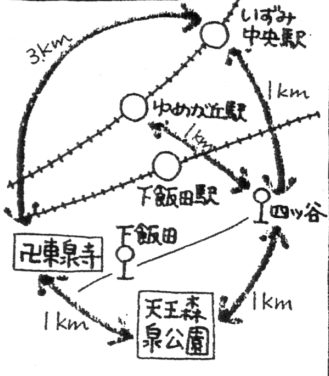 いずみ
中央駅
3km
ゆめが丘駅
1km
1km
下飯田駅
四ッ谷
下飯田
卍東泉寺
1km
天王森
泉公園
1km